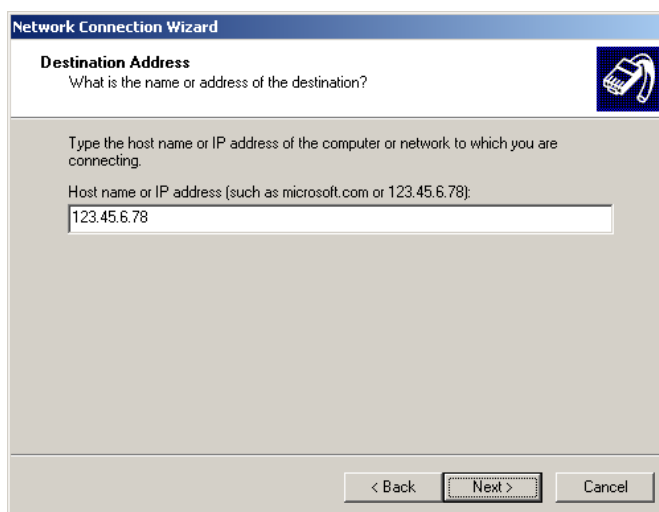 Network Connection Wizard
Destination Address
What is the name or address of the destination?
Type the host name or IP address of the computer or network to which you are
connecting.
Host name or IP address (such as microsoft.com or 123.45.6.78):
123.45.6.78
< Back Next > Cancel